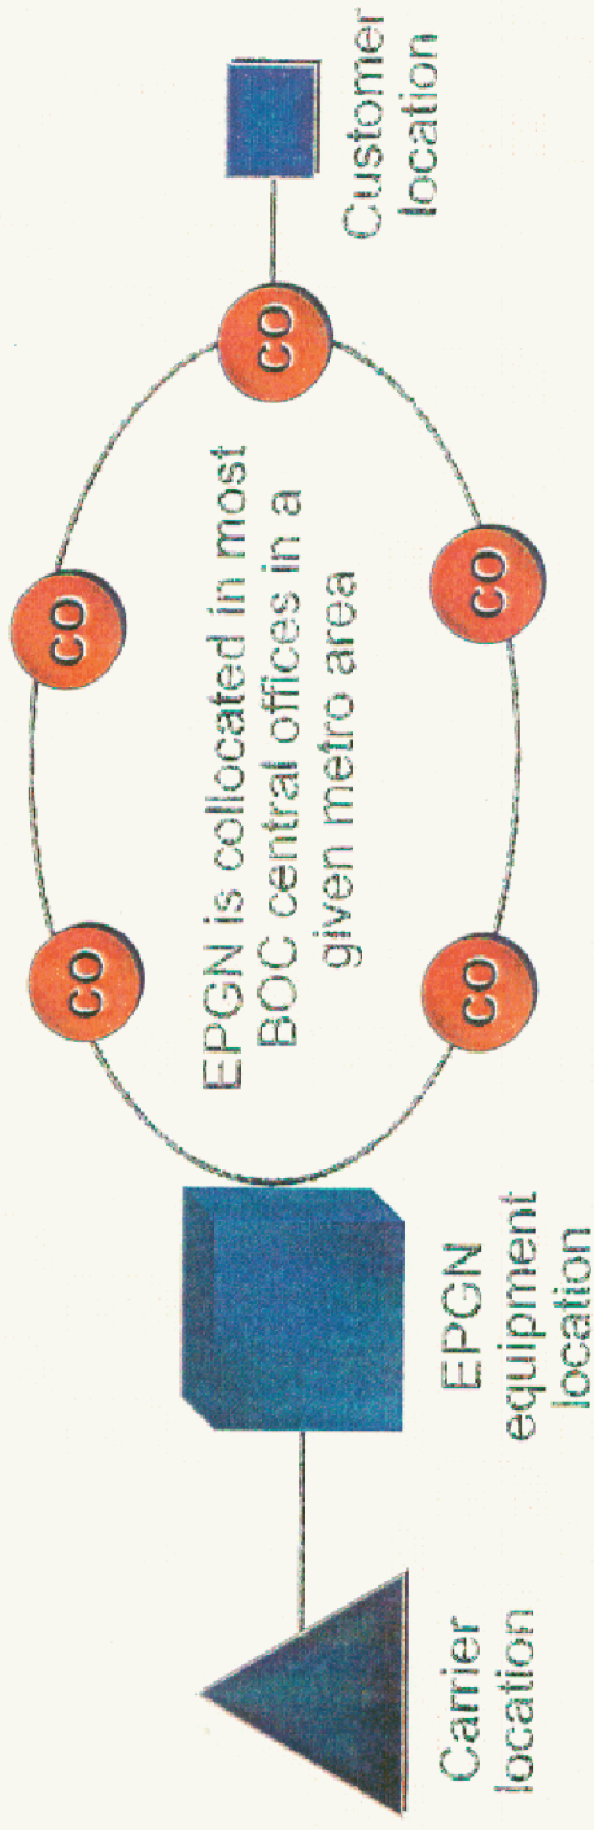 CO
CO
CO
CO
CO
EPGN is collocated in most
BOC central offices in a
given metro area
Carrier
location
EPGN
equipment
location
Customer
location